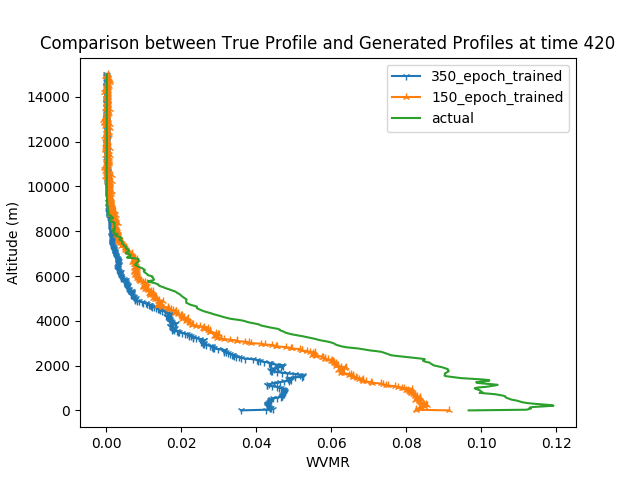 Comparison between True Profile and Generated Profiles at time 420
350_epoch_trained
150_epoch_trained
actual
Altitude (m)
14000
12000
10000
8000
6000
4000
2000
0
0.00 0.02 0.04 0.06 0.08 0.10 0.12
WVMR